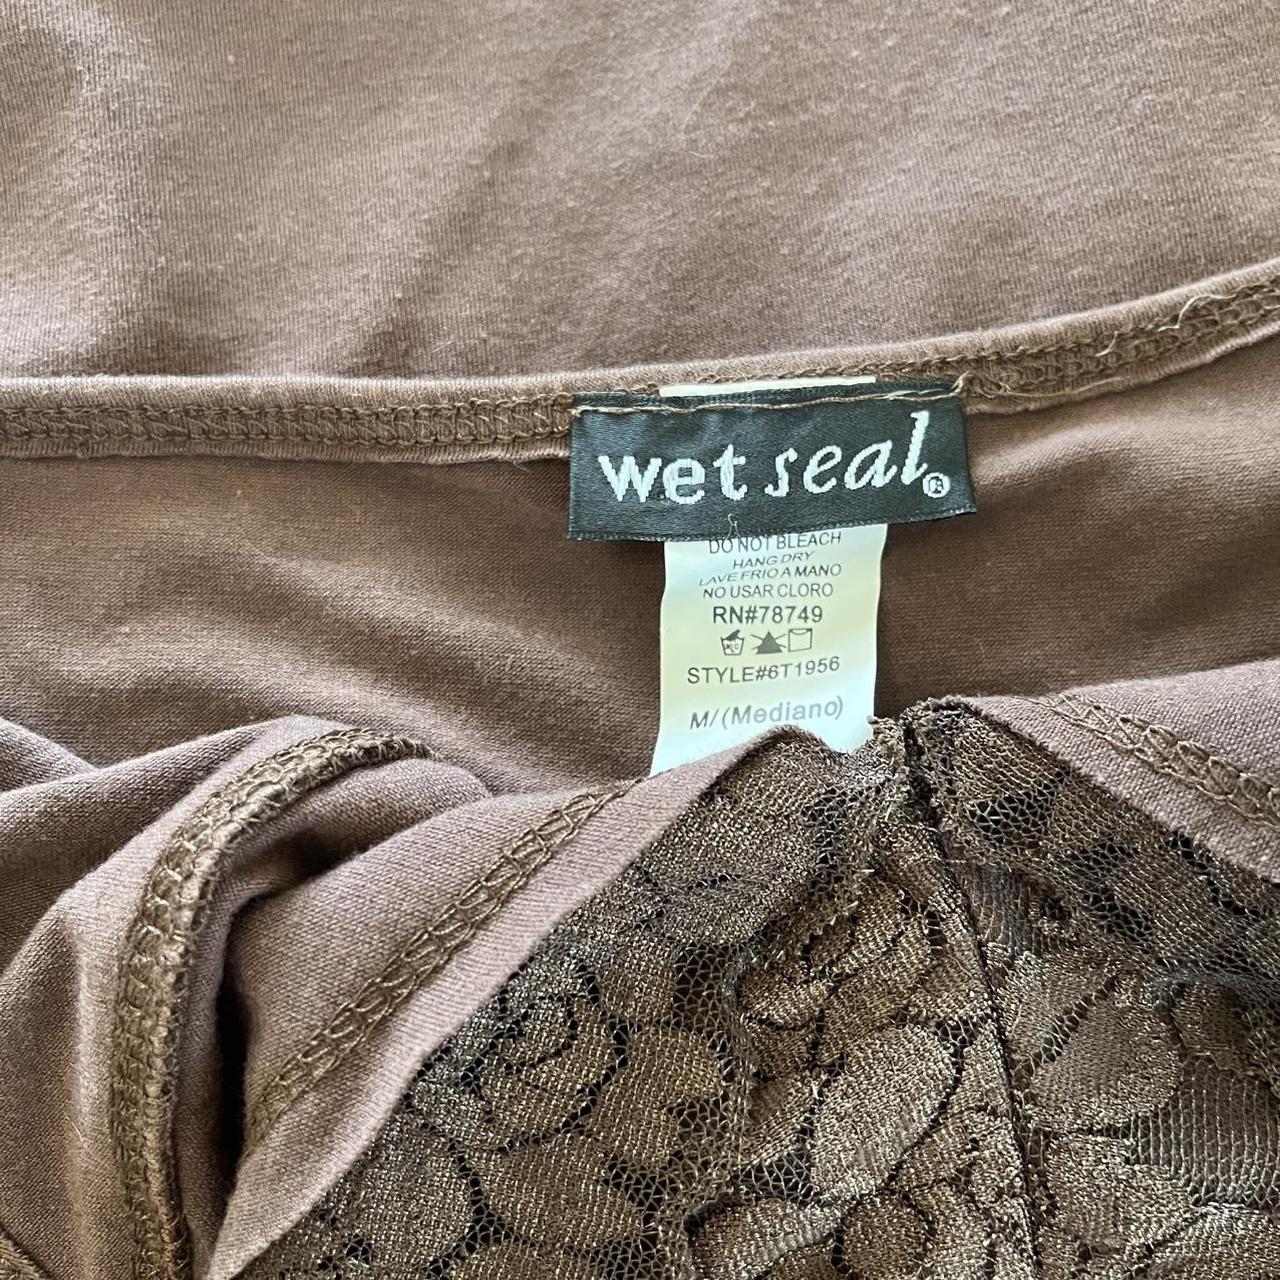 wet seal®
DO NOT BLEACH
HANG DRY
LAVE FRIO A MANO
NO USAR CLORO
RN#78749
STYLE#6T1956
M/(Mediano)